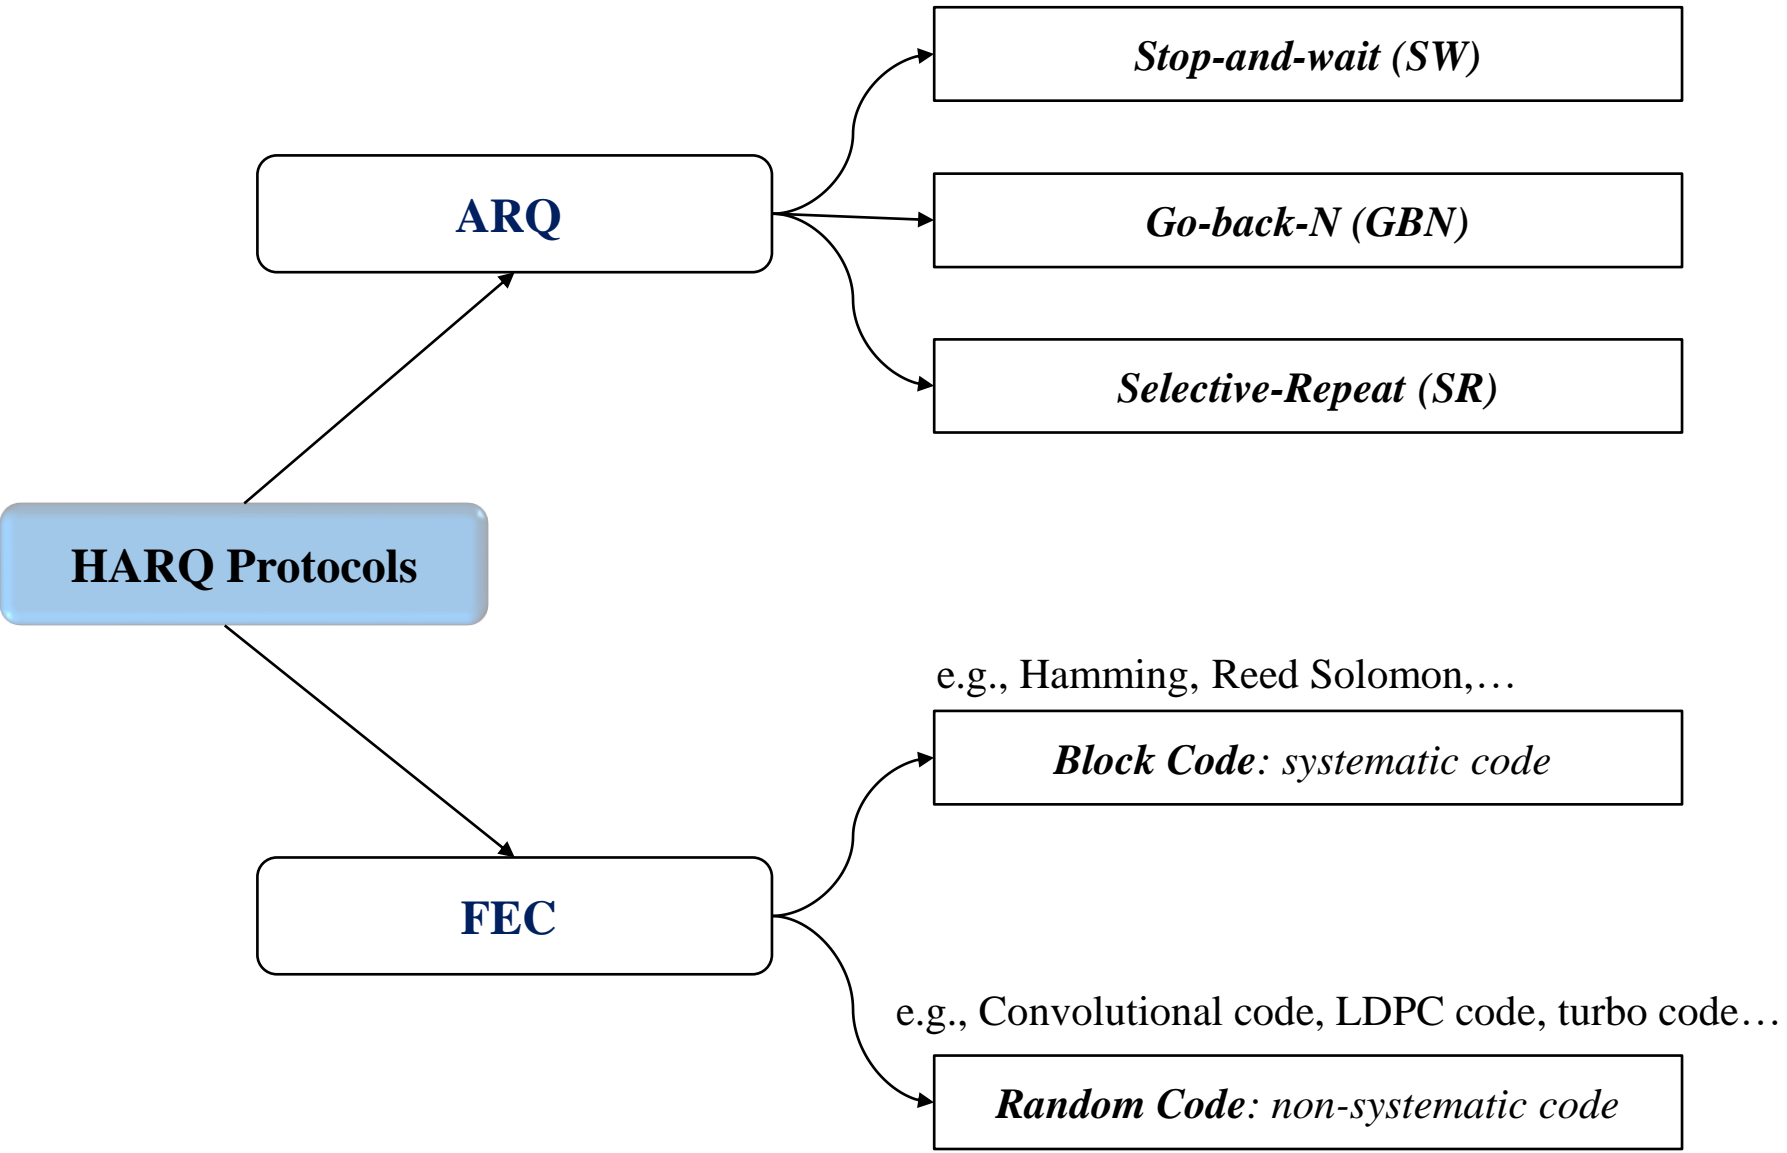 Stop-and-wait (SW)
ARQ
Go-back-N (GBN)
Selective-Repeat (SR)
HARQ Protocols
e.g., Hamming, Reed Solomon,…
Block Code: systematic code
FEC
e.g., Convolutional code, LDPC code, turbo code…
Random Code: non-systematic code